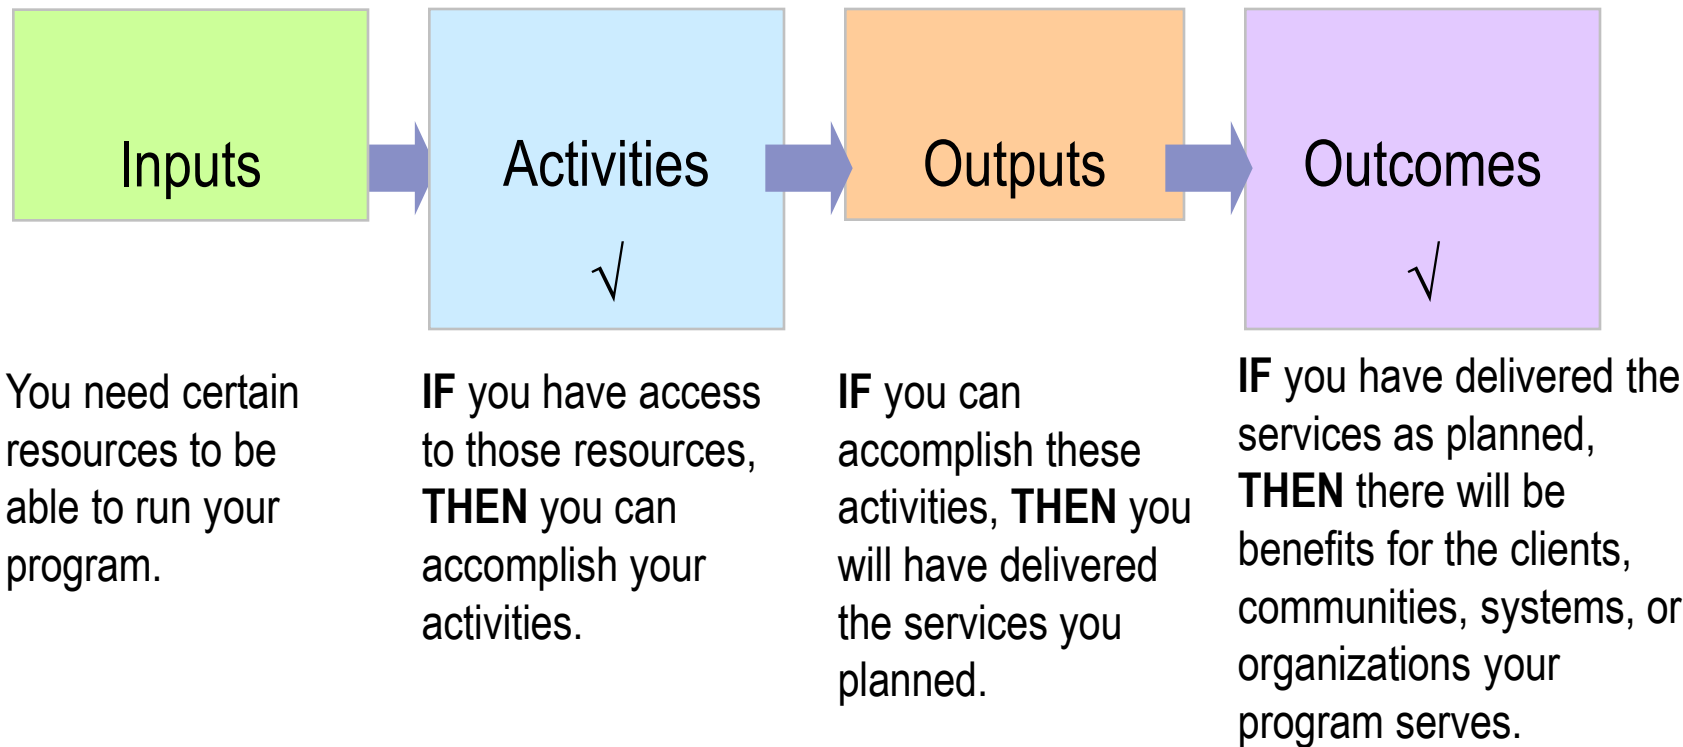 Inputs
Activities
√
Outputs
Outcomes
√
You need certain
resources to be
able to run your
program.
IF you have access
to those resources,
THEN you can
accomplish your
activities.
IF you can
accomplish these
activities, THEN you
will have delivered
the services you
planned.
IF you have delivered the
services as planned,
THEN there will be
benefits for the clients,
communities, systems, or
organizations your
program serves.